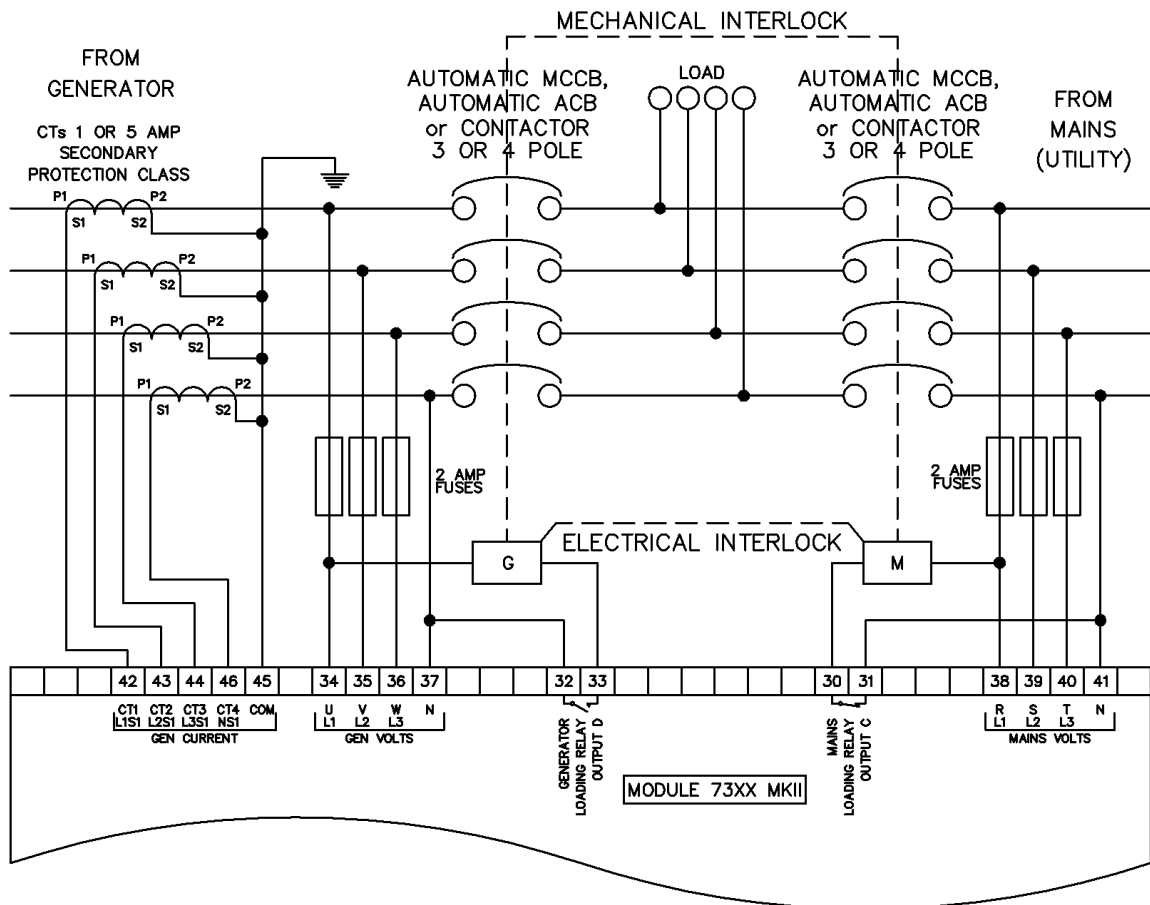 MECHANICAL INTERLOCK
FROM
GENERATOR
CTs 1 OR 5 AMP
SECONDARY
PROTECTION CLASS
AUTOMATIC MCCB,
AUTOMATIC ACB
or CONTACTOR
3 OR 4 POLE
LOAD
AUTOMATIC MCCB,
AUTOMATIC ACB
or CONTACTOR
3 OR 4 POLE
FROM
MAINS
(UTILITY)
P1 P2
S1 S2
P1 P2
S1 S2
P1 P2
S1 S2
P1 P2
S1 S2
2 AMP
FUSES
2 AMP
FUSES
ELECTRICAL INTERLOCK
G
M
42 43 44 46 45 34 35 36 37 32 33 30 31 38 39 40 41
CT1 CT2 CT3 CT4 COM
L1S1 L2S1 L3S1 NS1
GEN CURRENT
U V W N
L1 L2 L3
GEN VOLTS
GENERATOR
LOADING RELAY
OUTPUT D
MAINS
LOADING RELAY
OUTPUT C
R S T N
L1 L2 L3
MAINS VOLTS
MODULE 73XX MKII